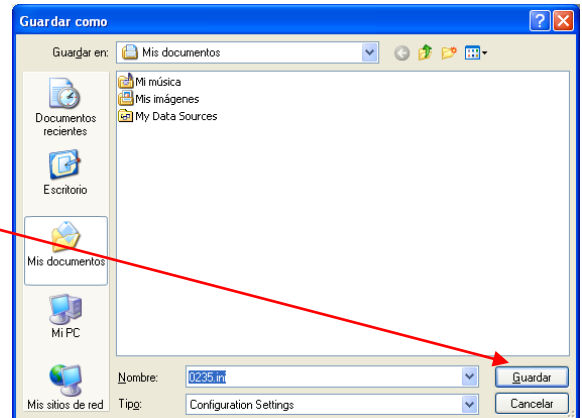 Guardar como
Guardar en: Mis documentos
Mi música
Mis imágenes
My Data Sources
Documentos
recientes
Escritorio
Mis documentos
Mi PC
Mis sitios de red
Nombre: 0235.ini
Guardar
Tipo: Configuration Settings
Cancelar